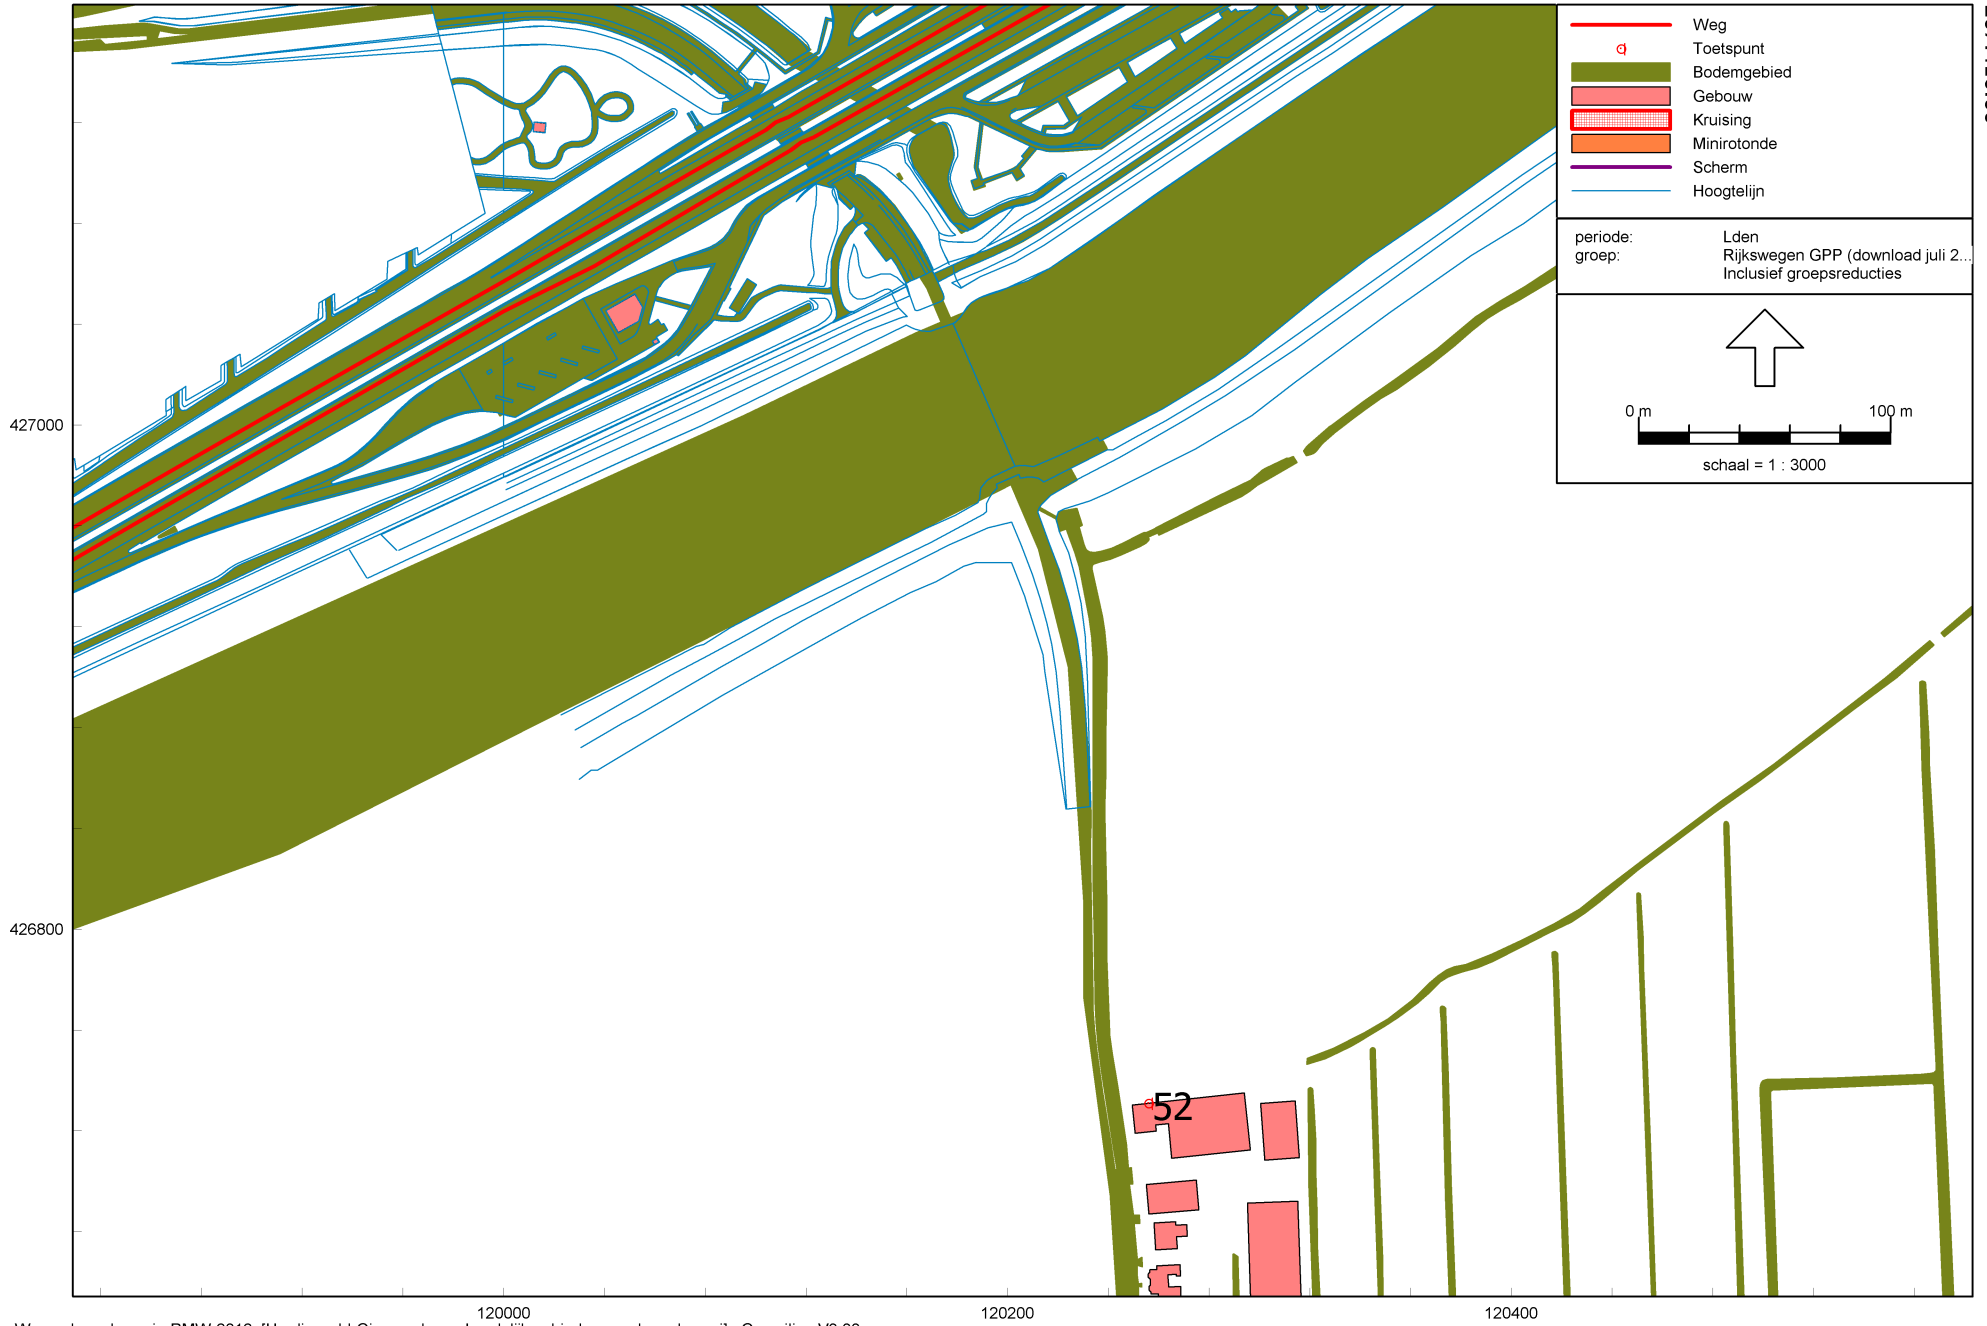 Weg
Toetspunt
Bodemgebied
Gebouw
Kruising
Minirotonde
Scherm
Hoogtelijn
periode: Lden
groep: Rijkswegen GPP (download juli 2...
Inclusief groepsreducties
0 m 100 m
schaal = 1 : 3000
427000
426800
52
120000 120200 120400